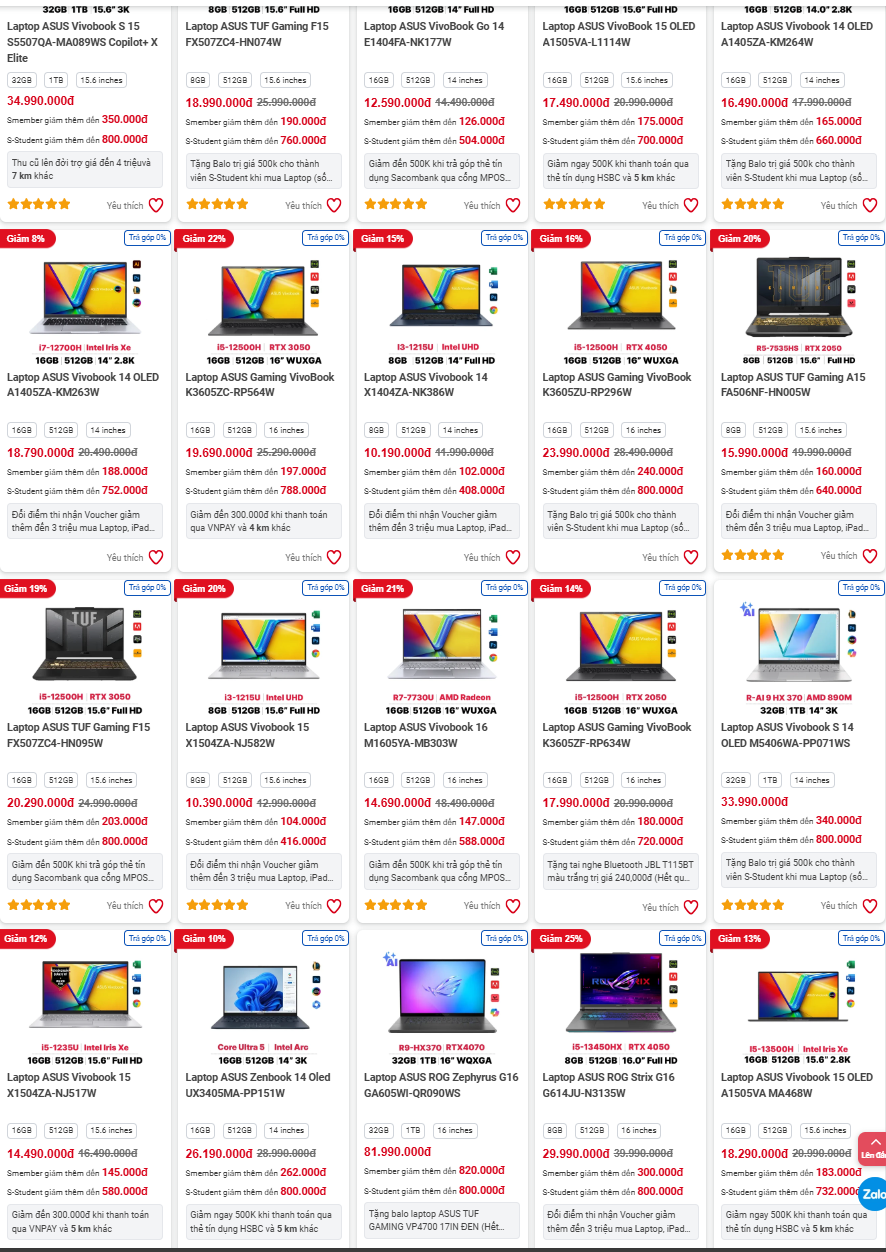 32GB 1TB 15.6" 3K
Laptop ASUS Vivobook S 15
S5507QA-MA089WS Copilot+ X
Elite
32GB 1TB 15.6 inches
34.990.000đ
Smember giảm thêm đến 350.000đ
S-Student giảm thêm đến 800.000đ
Thu cũ lên đời trợ giá đến 4 triệuvà
7 km khác
Yêu thích
8GB 512GB 15.6" Full HD
Laptop ASUS TUF Gaming F15
FX507ZC4-HN074W
8GB 512GB 15.6 inches
18.990.000đ 25.990.000đ
Smember giảm thêm đến 190.000đ
S-Student giảm thêm đến 760.000đ
Tặng Balo trị giá 500k cho thành
viên S-Student khi mua Laptop (số...
Yêu thích
16GB 512GB 14" Full HD
Laptop ASUS VivoBook Go 14
E1404FA-NK177W
16GB 512GB 14 inches
12.590.000đ 14.490.000đ
Smember giảm thêm đến 126.000đ
S-Student giảm thêm đến 504.000đ
Giảm đến 500K khi trả góp thẻ tín
dụng Sacombank qua cổng MPOS...
Yêu thích
16GB 512GB 15.6" Full HD
Laptop ASUS VivoBook 15 OLED
A1505VA-L1114W
16GB 512GB 15.6 inches
17.490.000đ 20.990.000đ
Smember giảm thêm đến 175.000đ
S-Student giảm thêm đến 700.000đ
Giảm ngay 500K khi thanh toán qua
thẻ tín dụng HSBC và 5 km khác
Yêu thích
16GB 512GB 14.0" 2.8K
Laptop ASUS Vivobook 14 OLED
A1405ZA-KM264W
16GB 512GB 14 inches
16.490.000đ 17.990.000đ
Smember giảm thêm đến 165.000đ
S-Student giảm thêm đến 660.000đ
Tặng Balo trị giá 500k cho thành
viên S-Student khi mua Laptop (số...
Yêu thích
Giảm 8%
Trả góp 0%
i7-12700H Intel Iris Xe
16GB 512GB 14" 2.8K
Laptop ASUS Vivobook 14 OLED
A1405ZA-KM263W
16GB 512GB 14 inches
18.790.000đ 20.490.000đ
Smember giảm thêm đến 188.000đ
S-Student giảm thêm đến 752.000đ
Đổi điểm thi nhận Voucher giảm
thêm đến 3 triệu mua Laptop, iPad...
Yêu thích
Giảm 22%
Trả góp 0%
i5-12500H RTX 3050
16GB 512GB 16" WUXGA
Laptop ASUS Gaming VivoBook
K3605ZC-RP564W
16GB 512GB 16 inches
19.690.000đ 25.290.000đ
Smember giảm thêm đến 197.000đ
S-Student giảm thêm đến 788.000đ
Giảm đến 300.000đ khi thanh toán
qua VNPAY và 4 km khác
Yêu thích
Giảm 15%
Trả góp 0%
I3-1215U Intel UHD
8GB 512GB 14" Full HD
Laptop ASUS Vivobook 14
X1404ZA-NK386W
8GB 512GB 14 inches
10.190.000đ 11.990.000đ
Smember giảm thêm đến 102.000đ
S-Student giảm thêm đến 408.000đ
Đổi điểm thi nhận Voucher giảm
thêm đến 3 triệu mua Laptop, iPad...
Yêu thích
Giảm 16%
Trả góp 0%
i5-12500H RTX 4050
16GB 512GB 16" WUXGA
Laptop ASUS Gaming VivoBook
K3605ZU-RP296W
16GB 512GB 16 inches
23.990.000đ 28.490.000đ
Smember giảm thêm đến 240.000đ
S-Student giảm thêm đến 800.000đ
Tặng Balo trị giá 500k cho thành
viên S-Student khi mua Laptop (số...
Yêu thích
Giảm 20%
Trả góp 0%
TUF
R5-7535HS RTX 2050
8GB 512GB 15.6" Full HD
Laptop ASUS TUF Gaming A15
FA506NF-HN005W
8GB 512GB 15.6 inches
15.990.000đ 19.990.000đ
Smember giảm thêm đến 160.000đ
S-Student giảm thêm đến 640.000đ
Đổi điểm thi nhận Voucher giảm
thêm đến 3 triệu mua Laptop, iPad...
Yêu thích
Giảm 19%
Trả góp 0%
TUF
i5-12500H RTX 3050
16GB 512GB 15.6" Full HD
Laptop ASUS TUF Gaming F15
FX507ZC4-HN095W
16GB 512GB 15.6 inches
20.290.000đ 24.990.000đ
Smember giảm thêm đến 203.000đ
S-Student giảm thêm đến 800.000đ
Giảm đến 500K khi trả góp thẻ tín
dụng Sacombank qua cổng MPOS...
Yêu thích
Giảm 20%
Trả góp 0%
i3-1215U Intel UHD
8GB 512GB 15.6" Full HD
Laptop ASUS Vivobook 15
X1504ZA-NJ582W
8GB 512GB 15.6 inches
10.390.000đ 12.990.000đ
Smember giảm thêm đến 104.000đ
S-Student giảm thêm đến 416.000đ
Đổi điểm thi nhận Voucher giảm
thêm đến 3 triệu mua Laptop, iPad...
Yêu thích
Giảm 21%
Trả góp 0%
R7-7730U AMD Radeon
16GB 512GB 16" WUXGA
Laptop ASUS Vivobook 16
M1605YA-MB303W
16GB 512GB 16 inches
14.690.000đ 18.490.000đ
Smember giảm thêm đến 147.000đ
S-Student giảm thêm đến 588.000đ
Giảm đến 500K khi trả góp thẻ tín
dụng Sacombank qua cổng MPOS...
Yêu thích
Giảm 14%
Trả góp 0%
i5-12500H RTX 2050
16GB 512GB 16" WUXGA
Laptop ASUS Gaming VivoBook
K3605ZF-RP634W
16GB 512GB 16 inches
17.990.000đ 20.990.000đ
Smember giảm thêm đến 180.000đ
S-Student giảm thêm đến 720.000đ
Tặng tai nghe Bluetooth JBL T115BT
màu trắng trị giá 240,000đ (Hết qu...
Yêu thích
Trả góp 0%
AI
R-AI 9 HX 370 AMD 890M
32GB 1TB 14" 3K
Laptop ASUS Vivobook S 14
OLED M5406WA-PP071WS
32GB 1TB 14 inches
33.990.000đ
Smember giảm thêm đến 340.000đ
S-Student giảm thêm đến 800.000đ
Tặng Balo trị giá 500k cho thành
viên S-Student khi mua Laptop (số...
Yêu thích
Giảm 12%
Trả góp 0%
i5-1235U Intel Iris Xe
16GB 512GB 15.6" Full HD
Laptop ASUS Vivobook 15
X1504ZA-NJ517W
16GB 512GB 15.6 inches
14.490.000đ 16.490.000đ
Smember giảm thêm đến 145.000đ
S-Student giảm thêm đến 580.000đ
Giảm đến 300.000đ khi thanh toán
qua VNPAY và 5 km khác
Giảm 10%
Trả góp 0%
Core Ultra 5 Intel Arc
16GB 512GB 14" 3K
Laptop ASUS Zenbook 14 Oled
UX3405MA-PP151W
16GB 512GB 14 inches
26.190.000đ 28.990.000đ
Smember giảm thêm đến 262.000đ
S-Student giảm thêm đến 800.000đ
Giảm ngay 500K khi thanh toán qua
thẻ tín dụng HSBC và 5 km khác
Trả góp 0%
AI
R9-HX370 RTX4070
32GB 1TB 16" WQXGA
Laptop ASUS ROG Zephyrus G16
GA605WI-QR090WS
32GB 1TB 16 inches
81.990.000đ
Smember giảm thêm đến 820.000đ
S-Student giảm thêm đến 800.000đ
Tặng balo laptop ASUS TUF
GAMING VP4700 17IN ĐEN (Hết...
Giảm 25%
Trả góp 0%
i5-13450HX RTX 4050
8GB 512GB 16.0" Full HD
Laptop ASUS ROG Strix G16
G614JU-N3135W
8GB 512GB 16 inches
29.990.000đ 39.990.000đ
Smember giảm thêm đến 300.000đ
S-Student giảm thêm đến 800.000đ
Đổi điểm thi nhận Voucher giảm
thêm đến 3 triệu mua Laptop, iPad...
Giảm 13%
Trả góp 0%
I5-13500H Intel Iris Xe
16GB 512GB 15.6" 2.8K
Laptop ASUS Vivobook 15 OLED
A1505VA MA468W
16GB 512GB 15.6 inches
18.290.000đ 20.990.000đ
Smember giảm thêm đến 183.000đ
S-Student giảm thêm đến 732.000đ
Giảm ngay 500K khi thanh toán qua
thẻ tín dụng HSBC và 5 km khác
Lên đầu
Zalo